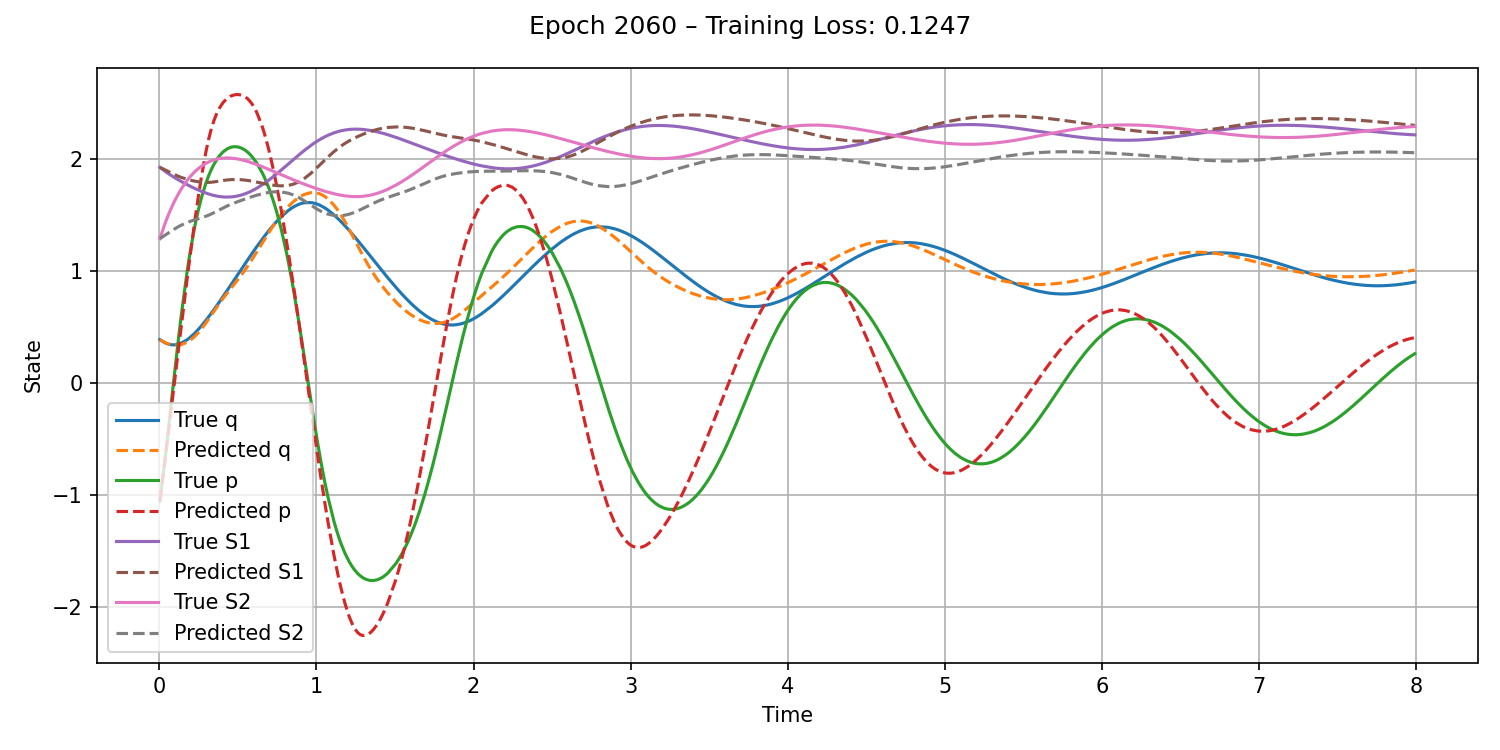 Epoch 2060 – Training Loss: 0.1247
State
2
1
0
−1
−2
True q
Predicted q
True p
Predicted p
True S1
Predicted S1
True S2
Predicted S2
0 1 2 3 4 5 6 7 8
Time